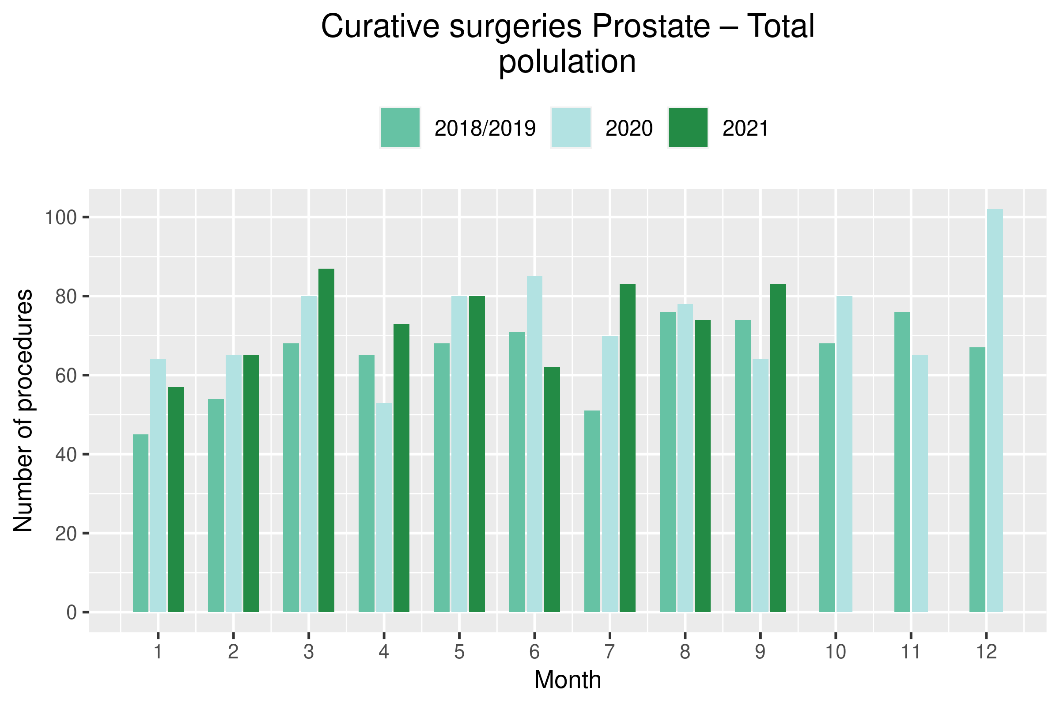 Curative surgeries Prostate – Total
polulation
2018/2019 2020 2021
Number of procedures
100
80
60
40
20
0
1 2 3 4 5 6 7 8 9 10 11 12
Month